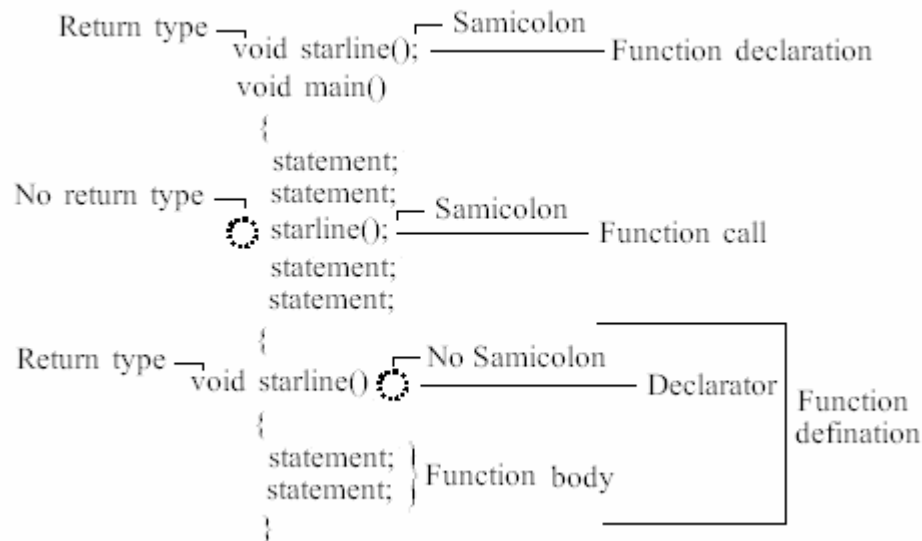 Return type
Samicolon
void starline();
Function declaration
void main()
{
statement;
statement;
No return type
Samicolon
starline();
Function call
statement;
statement;
{
Return type
No Samicolon
void starline()
Declarator
Function
defination
{
statement;
statement;
} Function body
}